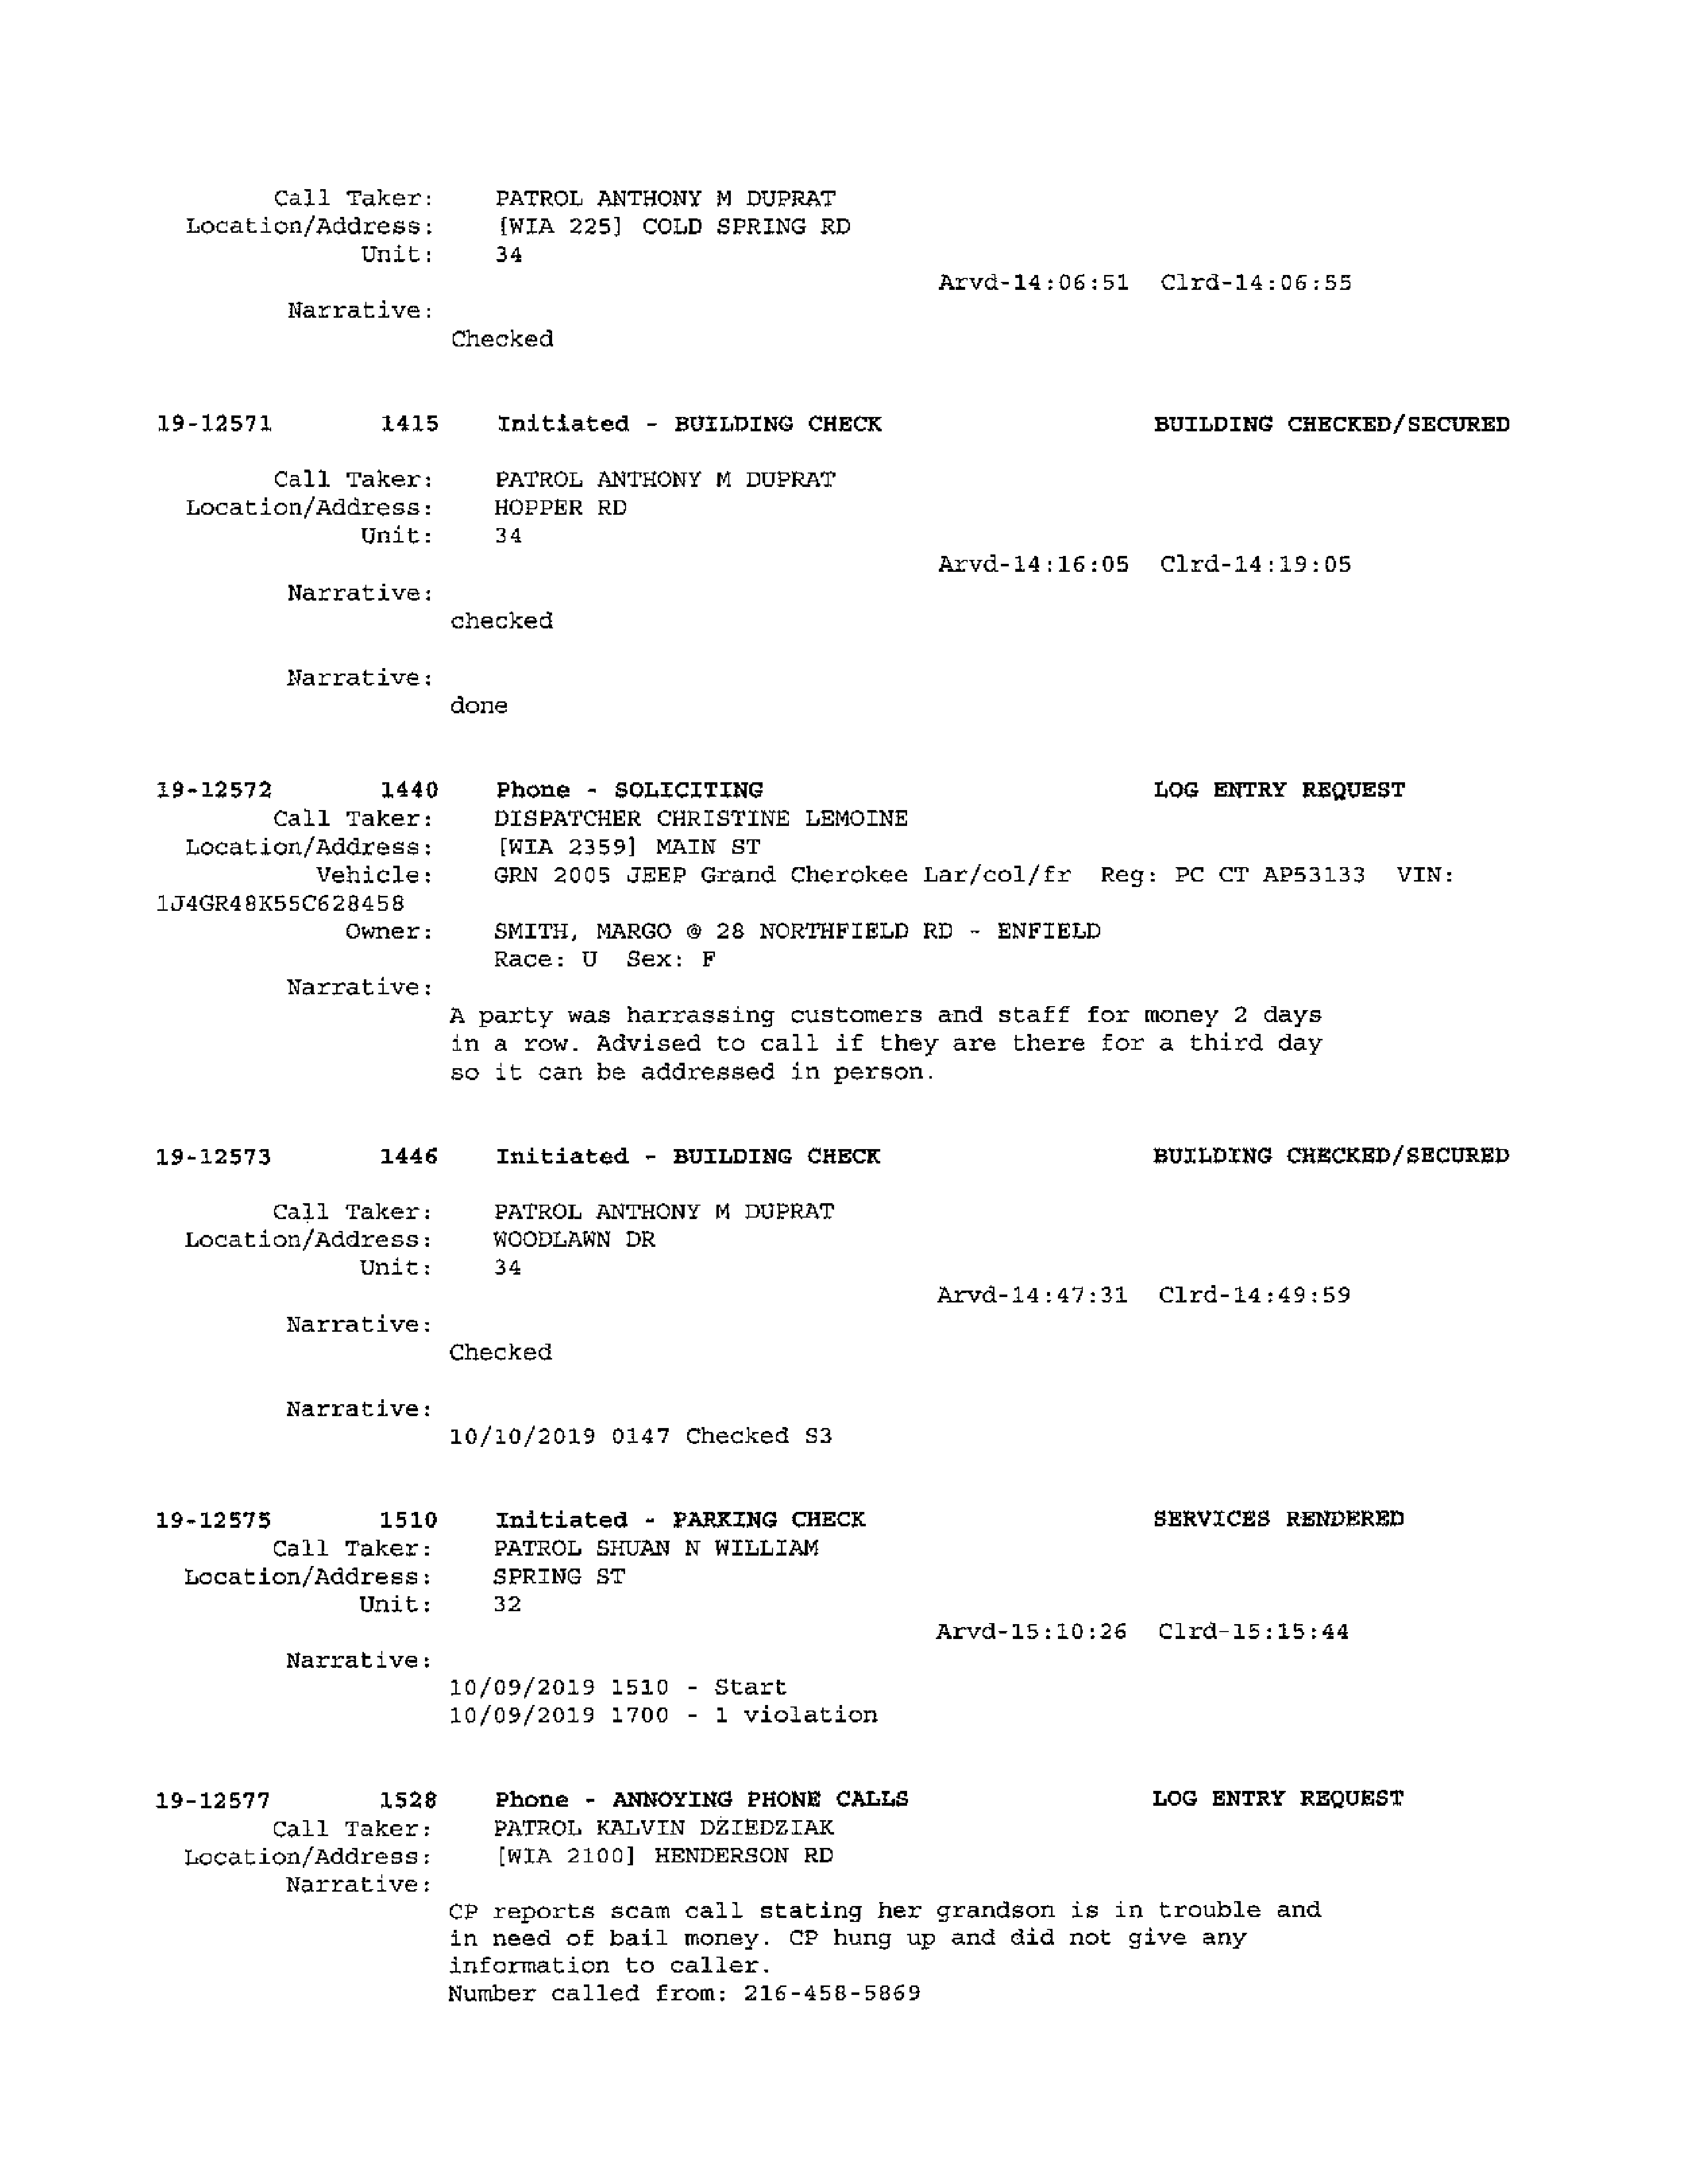 Call Taker: PATROL ANTHONY M DUPRAT
Location/Address: [WIA 225] COLD SPRING RD
Unit: 34
Arvd-14:06:51 Clrd-14:06:55
Narrative:
Checked
19-12571 1415 Initiated - BUILDING CHECK BUILDING CHECKED/SECURED
Call Taker: PATROL ANTHONY M DUPRAT
Location/Address: HOPPER RD
Unit: 34
Arvd-14:16:05 Clrd-14:19:05
Narrative:
checked
Narrative:
done
19-12572 1440 Phone - SOLICITING LOG ENTRY REQUEST
Call Taker: DISPATCHER CHRISTINE LEMOINE
Location/Address: [WIA 2359] MAIN ST
Vehicle: GRN 2005 JEEP Grand Cherokee Lar/col/fr Reg: PC CT AP53133 VIN:
1J4GR48K55C628458
Owner: SMITH, MARGO @ 28 NORTHFIELD RD - ENFIELD
Race: U Sex: F
Narrative:
A party was harrassing customers and staff for money 2 days
in a row. Advised to call if they are there for a third day
so it can be addressed in person.
19-12573 1446 Initiated - BUILDING CHECK BUILDING CHECKED/SECURED
Call Taker: PATROL ANTHONY M DUPRAT
Location/Address: WOODLAWN DR
Unit: 34
Arvd-14:47:31 Clrd-14:49:59
Narrative:
Checked
Narrative:
10/10/2019 0147 Checked S3
19-12575 1510 Initiated - PARKING CHECK SERVICES RENDERED
Call Taker: PATROL SHUAN N WILLIAM
Location/Address: SPRING ST
Unit: 32
Arvd-15:10:26 Clrd-15:15:44
Narrative:
10/09/2019 1510 - Start
10/09/2019 1700 - 1 violation
19-12577 1528 Phone - ANNOYING PHONE CALLS LOG ENTRY REQUEST
Call Taker: PATROL KALVIN DZIEDZIAK
Location/Address: [WIA 2100] HENDERSON RD
Narrative:
CP reports scam call stating her grandson is in trouble and
in need of bail money. CP hung up and did not give any
information to caller.
Number called from: 216-458-5869